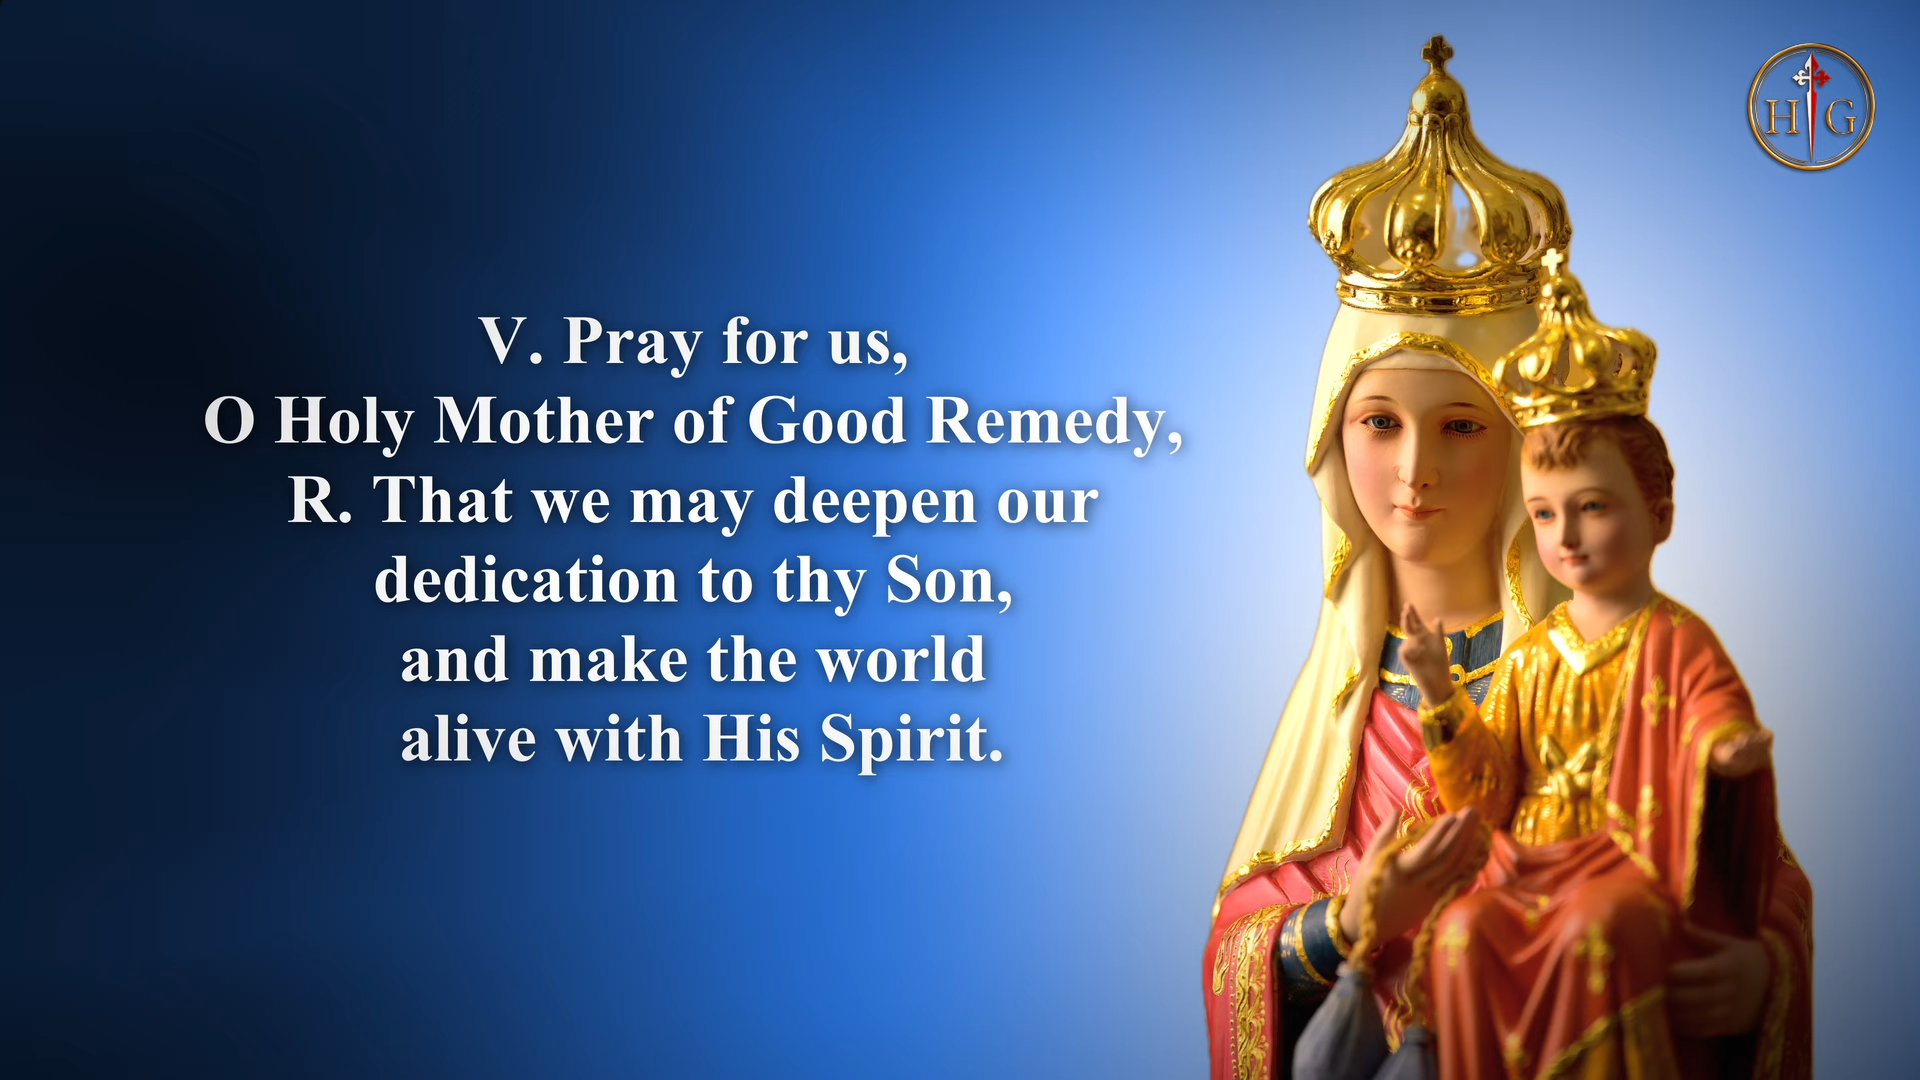 H G
V. Pray for us,
O Holy Mother of Good Remedy,
R. That we may deepen our
dedication to thy Son,
and make the world
alive with His Spirit.